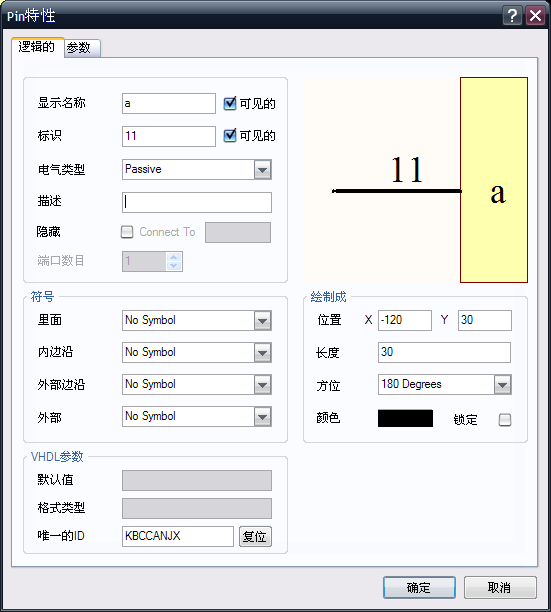 Pin特性
逻辑的 参数
显示名称 a 可见的
标识 11 可见的
电气类型 Passive
描述
隐藏 Connect To
端口数目 1
11
a
符号
里面 No Symbol
内边沿 No Symbol
外部边沿 No Symbol
外部 No Symbol
绘制成
位置 X -120 Y 30
长度 30
方位 180 Degrees
颜色 锁定
VHDL参数
默认值
格式类型
唯一的ID KBCCANJX 复位
确定 取消